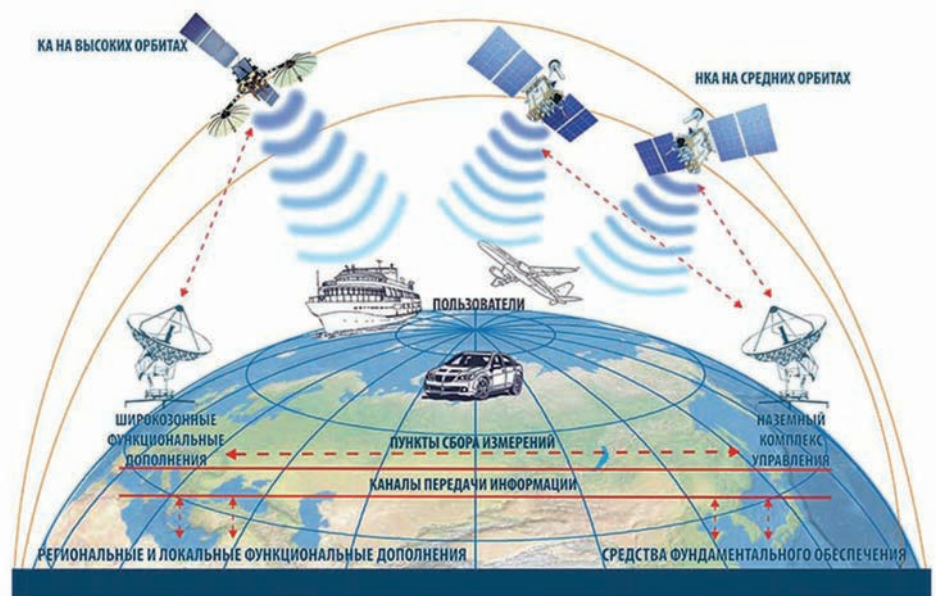 КА НА ВЫСОКИХ ОРБИТАХ
НКА НА СРЕДНИХ ОРБИТАХ
ПОЛЬЗОВАТЕЛИ
ШИРОКОЗОННЫЕ
ФУНКЦИОНАЛЬНЫЕ
ДОПОЛНЕНИЯ
ПУНКТЫ СБОРА ИЗМЕРЕНИЙ
НАЗЕМНЫЙ
КОМПЛЕКС
УПРАВЛЕНИЯ
КАНАЛЫ ПЕРЕДАЧИ ИНФОРМАЦИИ
РЕГИОНАЛЬНЫЕ И ЛОКАЛЬНЫЕ ФУНКЦИОНАЛЬНЫЕ ДОПОЛНЕНИЯ
СРЕДСТВА ФУНДАМЕНТАЛЬНОГО ОБЕСПЕЧЕНИЯ